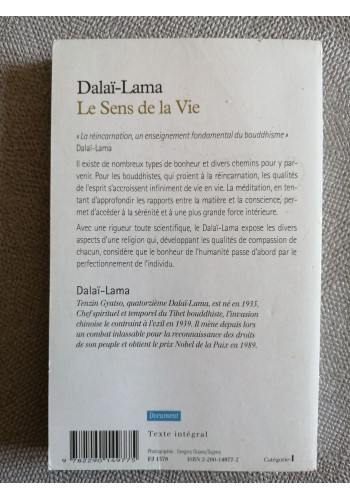 Dalaï-Lama
Le Sens de la Vie
« La réincarnation, un enseignement fondamental du bouddhisme »
Dalaï-Lama
Il existe de nombreux types de bonheur et divers chemins pour y par-
venir. Pour les bouddhistes, qui croient à la réincarnation, les qualités
de l'esprit s'accroissent infiniment de vie en vie. La méditation, en ten-
tant d'approfondir les rapports entre la matière et la conscience, per-
met d'accéder à la sérénité et à une plus grande force intérieure.
Avec une rigueur toute scientifique, le Dalaï-Lama expose les divers
aspects d'une religion qui, développant les qualités de compassion de
chacun, considère que le bonheur de l'humanité passe d'abord par le
perfectionnement de l'individu.
Dalaï-Lama
Tenzin Gyatso, quatorzième Dalaï-Lama, est né en 1935.
Chef spirituel et temporel du Tibet bouddhiste, l'invasion
chinoise le contraint à l'exil en 1959. Il mène depuis lors
un combat inlassable pour la reconnaissance des droits
de son peuple et obtient le prix Nobel de la Paix en 1989.
Document
Texte intégral
9 782290 149775
Catégorie I